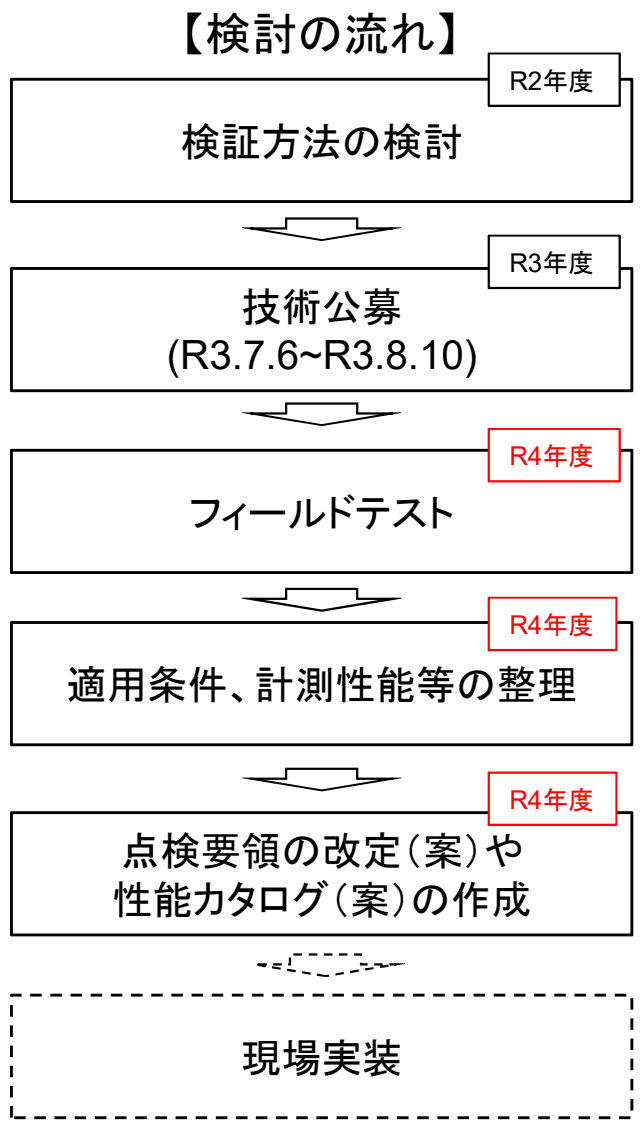 【検討の流れ】
R2年度
検証方法の検討
R3年度
技術公募
(R3.7.6~R3.8.10)
R4年度
フィールドテスト
R4年度
適用条件、計測性能等の整理
R4年度
点検要領の改定（案）や
性能カタログ（案）の作成
現場実装